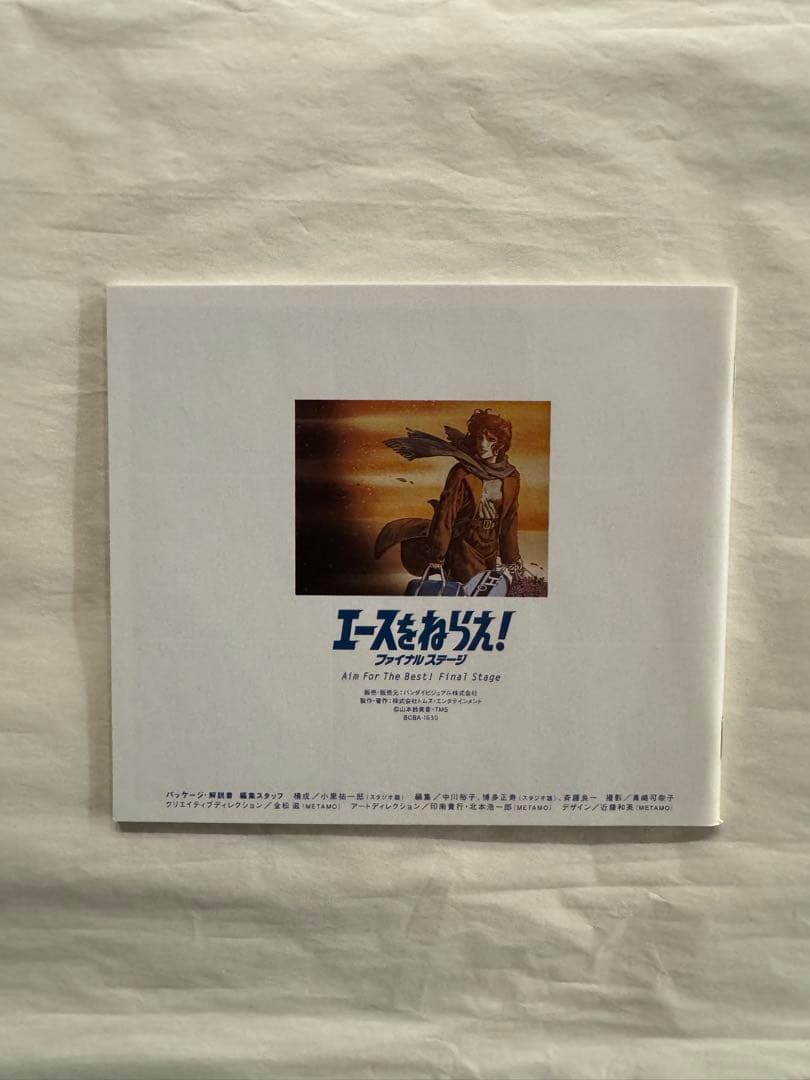 エースをねらえ!
ファイナルステージ
Aim For The Best! Final Stage
販売・販売元:バンダイビジュアル株式会社
製作・著作:株式会社トムス・エンタテインメント
©山本鈴美香・TMS
BCBA-1630
パッケージ・解説書 編集スタッフ 構成/小黒祐一郎(スタジオ雄) 編集/中川裕子、博多正寿(スタジオ雄)、斉藤良一 撮影/真崎可奈子
クリエイティブディレクション/金松 滋(METAMO) アートディレクション/印南貴行・北本浩一郎(METAMO) デザイン/近藤和英(METAMO)